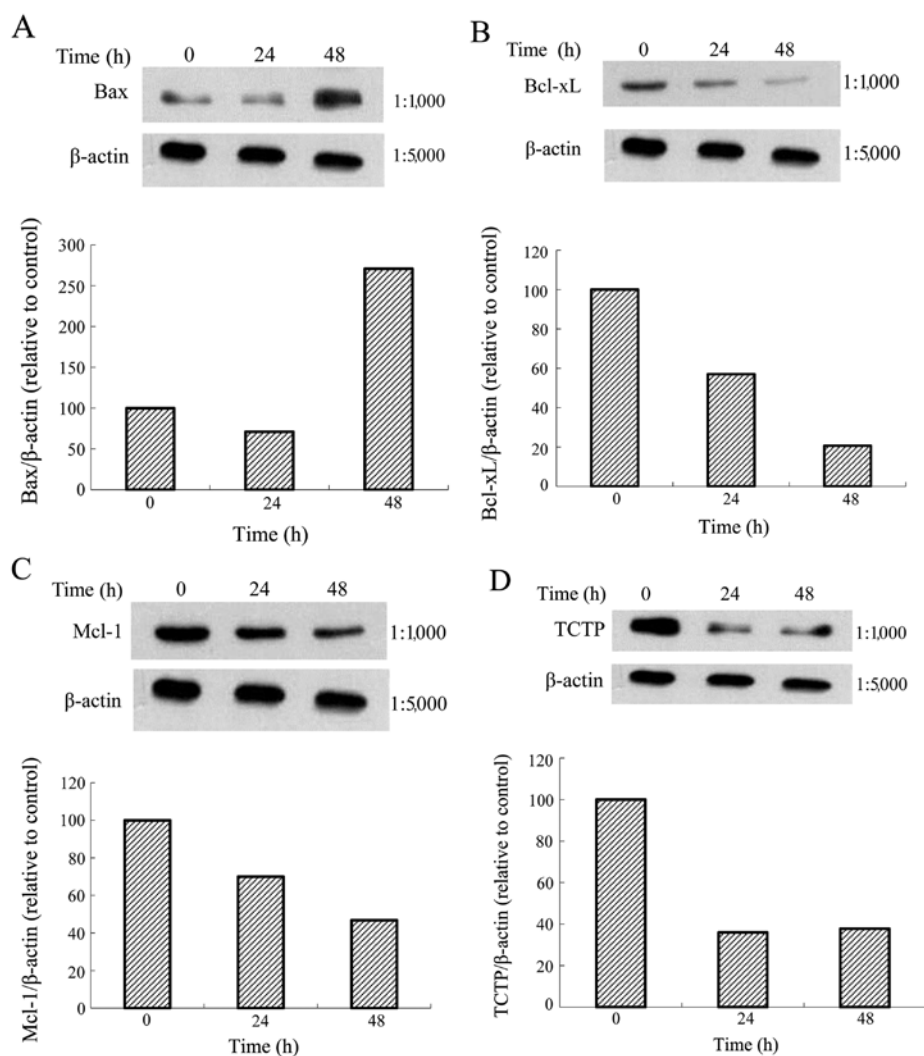 A
Time (h) 0 24 48
Bax 1:1,000
β-actin 1:5,000
Bax/β-actin (relative to control)
300
250
200
150
100
50
0
0 24 48
Time (h)
B
Time (h) 0 24 48
Bcl-xL 1:1,000
β-actin 1:5,000
Bcl-xL/β-actin (relative to control)
120
100
80
60
40
20
0
0 24 48
Time (h)
C
Time (h) 0 24 48
Mcl-1 1:1,000
β-actin 1:5,000
Mcl-1/β-actin (relative to control)
120
100
80
60
40
20
0
0 24 48
Time (h)
D
Time (h) 0 24 48
TCTP 1:1,000
β-actin 1:5,000
TCTP/β-actin (relative to control)
120
100
80
60
40
20
0
0 24 48
Time (h)